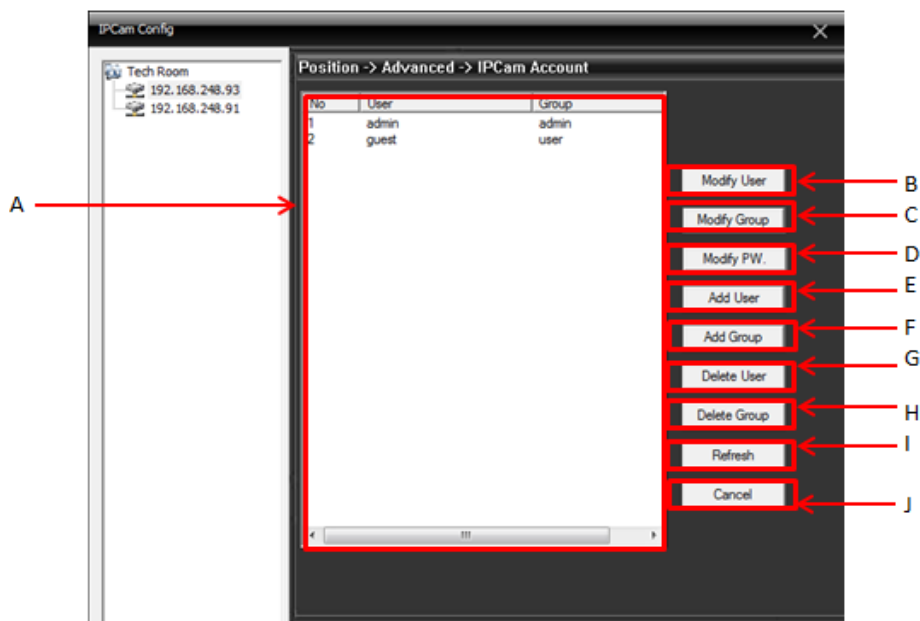 IPCam Config
Tech Room
192.168.248.93
192.168.248.91
Position -> Advanced -> IPCam Account
No User Group
1 admin admin
2 guest user
A
Modify User B
Modify Group C
Modify PW. D
Add User E
Add Group F
Delete User G
Delete Group H
Refresh I
Cancel J